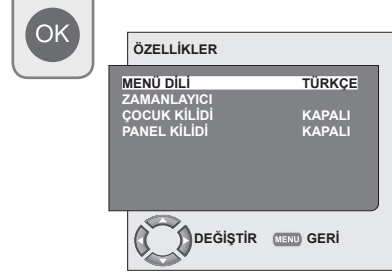 OK
ÖZELLİKLER
MENÜ DİLİ TÜRKÇE
ZAMANLAYICI
ÇOCUK KİLİDİ KAPALI
PANEL KİLİDİ KAPALI
DEĞİŞTİR MENU GERİ